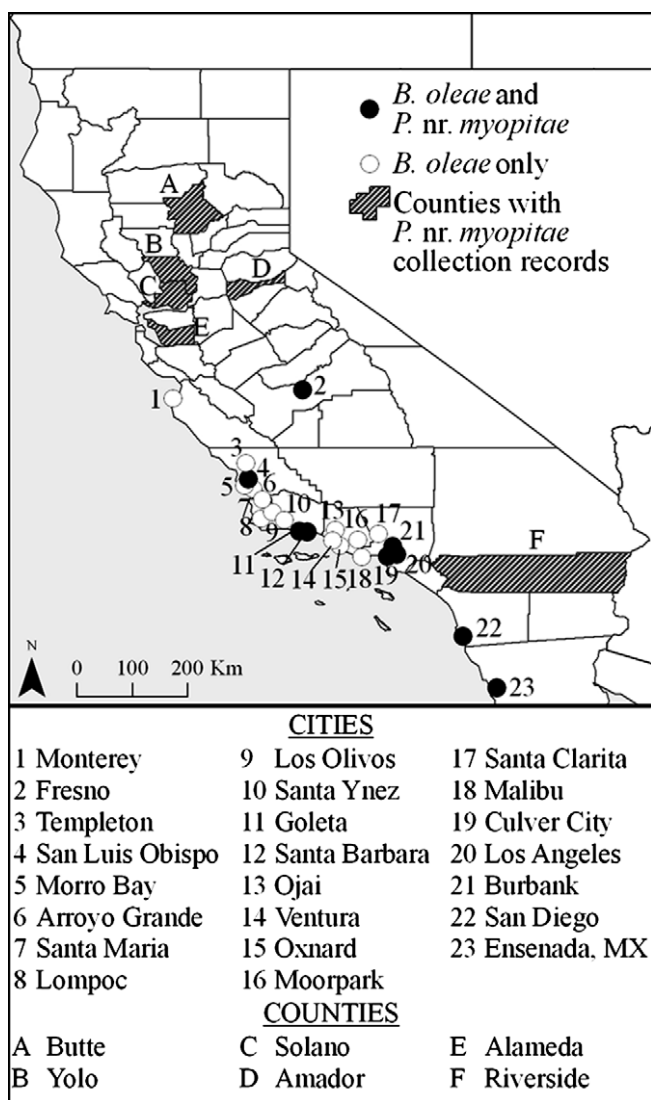 B. oleae and
P. nr. myopitae
B. oleae only
Counties with
P. nr. myopitae
collection records
A
B
C
D
E
1
2
3
4
5
6
7
8
9
10
11
12
13
14
15
16
17
18
19
20
21
F
22
23
N
0 100 200 Km
CITIES
1 Monterey
2 Fresno
3 Templeton
4 San Luis Obispo
5 Morro Bay
6 Arroyo Grande
7 Santa Maria
8 Lompoc
9 Los Olivos
10 Santa Ynez
11 Goleta
12 Santa Barbara
13 Ojai
14 Ventura
15 Oxnard
16 Moorpark
17 Santa Clarita
18 Malibu
19 Culver City
20 Los Angeles
21 Burbank
22 San Diego
23 Ensenada, MX
COUNTIES
A Butte
B Yolo
C Solano
D Amador
E Alameda
F Riverside